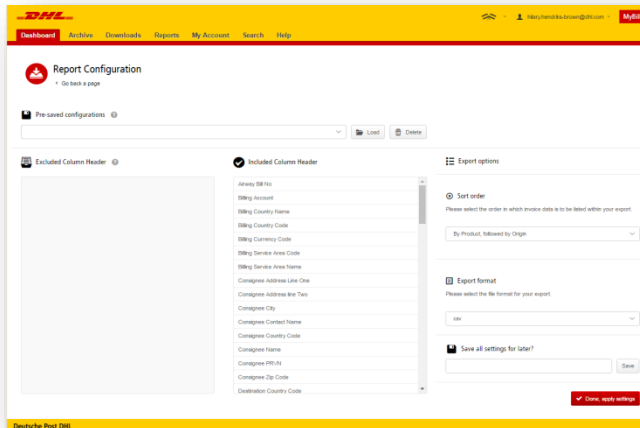 DHL
hilary.hendriks-brown@dhl.com
MyBill
Dashboard Archive Downloads Reports My Account Search Help
Report Configuration
Go back a page
Pre-saved configurations
Load Delete
Excluded Column Header
Included Column Header
Airway Bill No
Billing Account
Billing Country Name
Billing Country Code
Billing Currency Code
Billing Service Area Code
Billing Service Area Name
Consignee Address Line One
Consignee Address line Two
Consignee City
Consignee Contact Name
Consignee Country Code
Consignee Name
Consignee PRVN
Consignee Zip Code
Destination Country Code
Export options
Sort order
Please select the order in which invoice data is to be listed within your export.
By Product, followed by Origin
Export format
Please select the file format for your export.
csv
Save all settings for later?
Save
Done, apply settings
Deutsche Post DHL